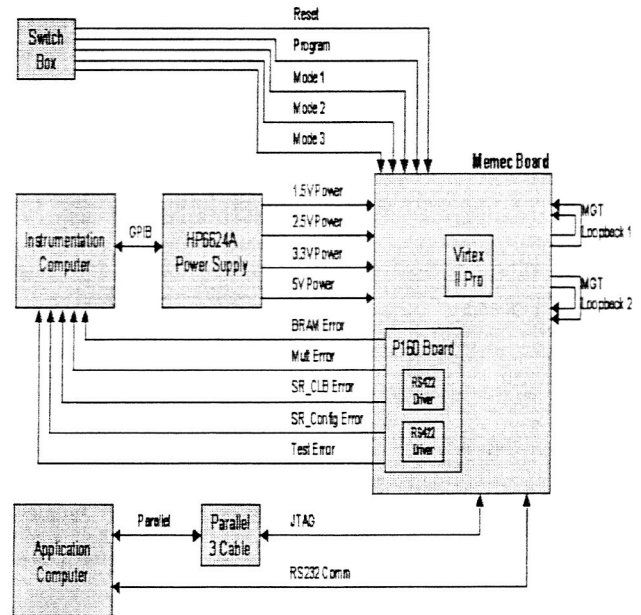 Reset
Switch
Box
Program
Mode 1
Mode 2
Mode 3
Memec Board
1.5V Power
MGT
Loopback 1
2.5V Power
GPIB
Instrumentation
Computer
HP6624A
Power Supply
Virtex
II Pro
3.3V Power
5V Power
MGT
Loopback 2
BRAM Error
P160 Board
Mult Error
RS422
Driver
SR_CLB Error
SR_Config Error
RS422
Driver
Test Error
Parallel
Parallel
3 Cable
JTAG
Application
Computer
RS232 Comm